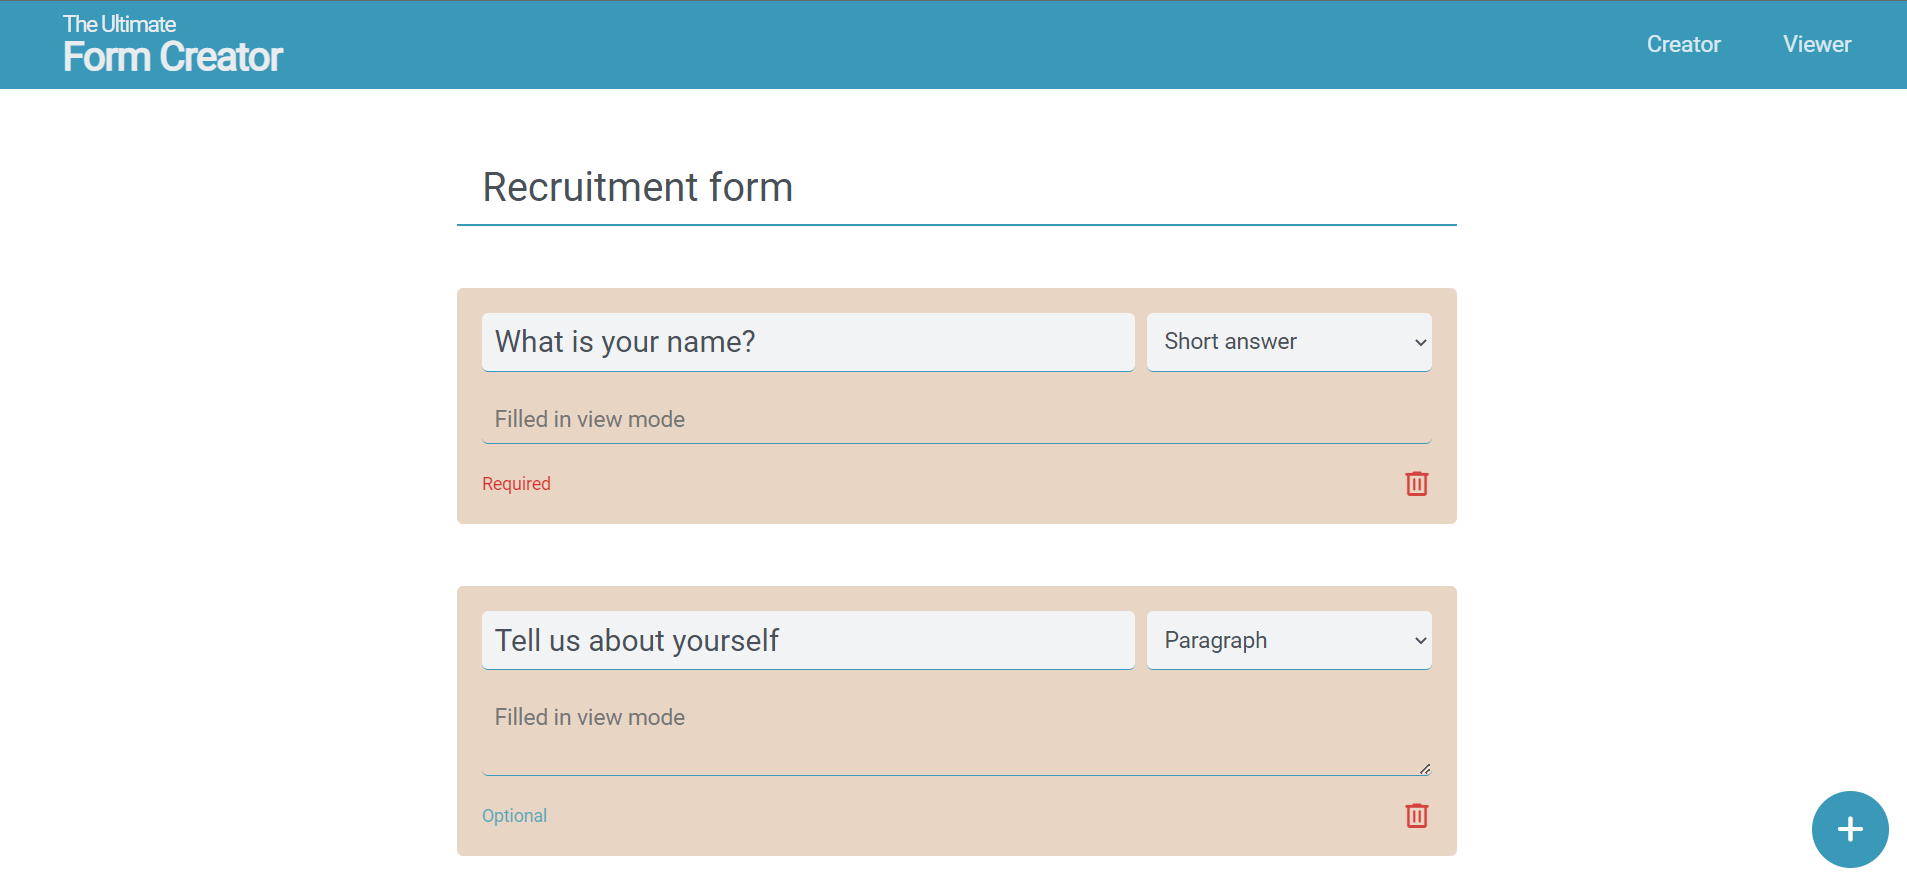 The Ultimate
Form Creator
Creator
Viewer
Recruitment form
What is your name?
Short answer
Filled in view mode
Required
Tell us about yourself
Paragraph
Filled in view mode
Optional